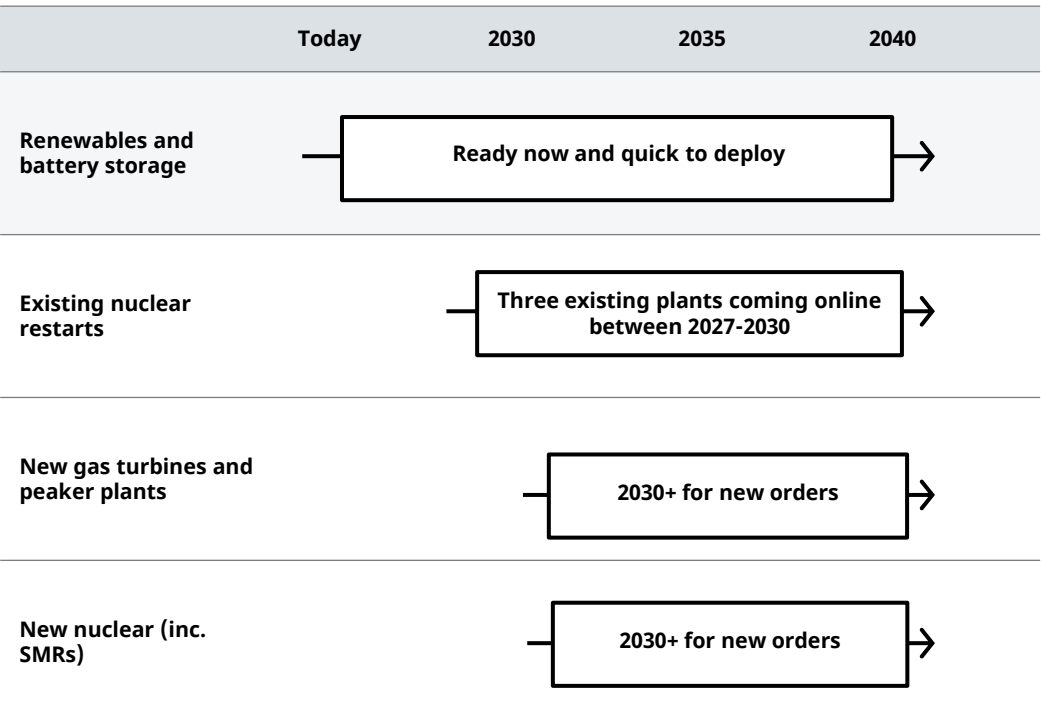 Today 2030 2035 2040
Renewables and
battery storage
Ready now and quick to deploy
Existing nuclear
restarts
Three existing plants coming online
between 2027-2030
New gas turbines and
peaker plants
2030+ for new orders
New nuclear (inc.
SMRs)
2030+ for new orders